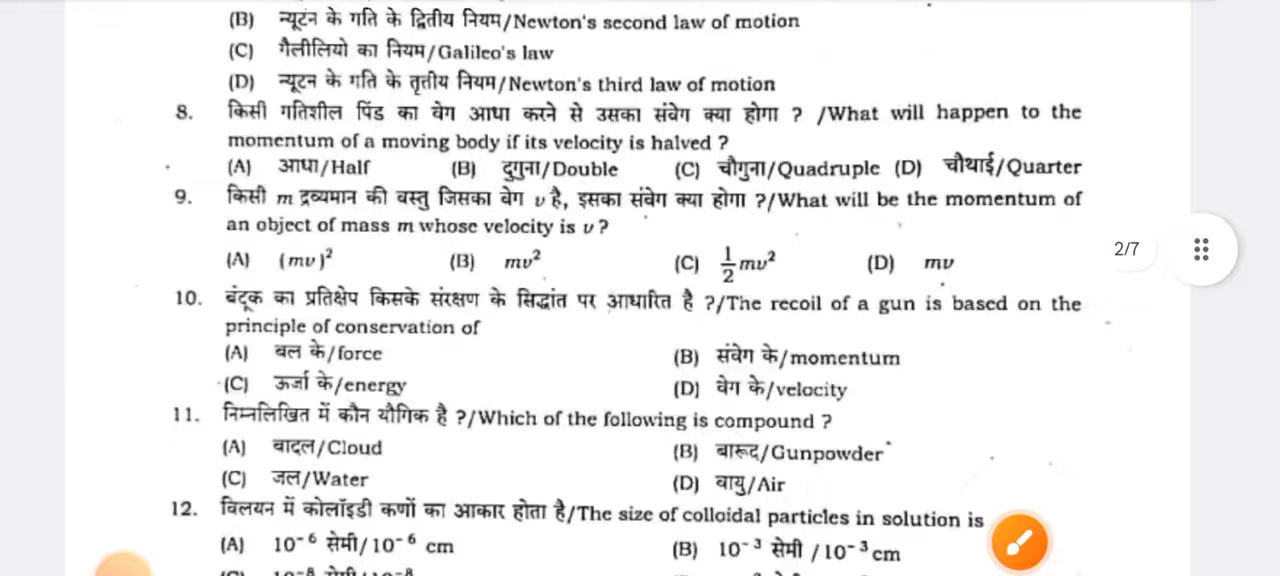 (B) न्यूटन के गति के द्वितीय नियम/Newton's second law of motion
(C) गैलीलियो का नियम/Galileo's law
(D) न्यूटन के गति के तृतीय नियम/Newton's third law of motion
8. किसी गतिशील पिंड का वेग आधा करने से उसका संवेग क्या होगा ? /What will happen to the
momentum of a moving body if its velocity is halved ?
(A) आधा/Half (B) दुगुना/Double (C) चौगुना/Quadruple (D) चौथाई/Quarter
9. किसी m द्रव्यमान की वस्तु जिसका वेग v है, इसका संवेग क्या होगा ?/What will be the momentum of
an object of mass m whose velocity is v ?
(A) (mv)² (B) mv² (C) 1/2 mv² (D) mv
2/7
10. बंदूक का प्रतिक्षेप किसके संरक्षण के सिद्धांत पर आधारित है ?/The recoil of a gun is based on the
principle of conservation of
(A) बल के/force (B) संवेग के/momentum
(C) ऊर्जा के/energy (D) वेग के/velocity
11. निम्नलिखित में कौन यौगिक है ?/Which of the following is compound ?
(A) बादल/Cloud (B) बारूद/Gunpowder
(C) जल/Water (D) वायु/Air
12. विलयन में कोलॉइडी कणों का आकार होता है/The size of colloidal particles in solution is
(A) 10⁻⁶ सेमी/10⁻⁶ cm (B) 10⁻³ सेमी /10⁻³ cm